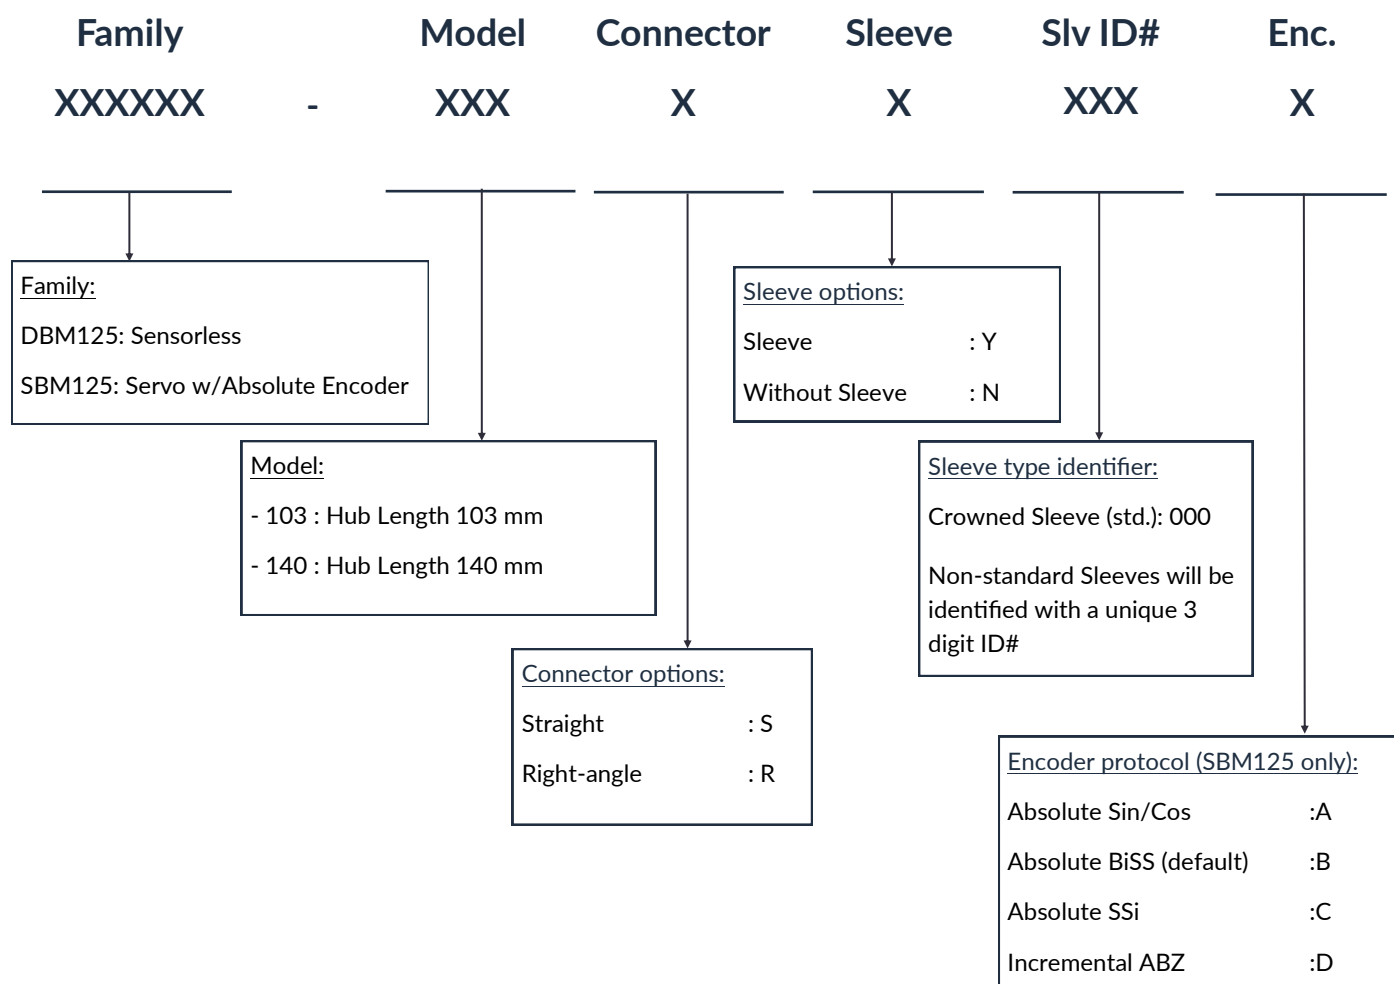 Family Model Connector Sleeve Slv ID# Enc.
XXXXXX - XXX X X XXX X
Family:
DBM125: Sensorless
SBM125: Servo w/Absolute Encoder
Sleeve options:
Sleeve : Y
Without Sleeve : N
Model:
- 103 : Hub Length 103 mm
- 140 : Hub Length 140 mm
Sleeve type identifier:
Crowned Sleeve (std.): 000
Non-standard Sleeves will be
identified with a unique 3
digit ID#
Connector options:
Straight : S
Right-angle : R
Encoder protocol (SBM125 only):
Absolute Sin/Cos :A
Absolute BiSS (default) :B
Absolute SSi :C
Incremental ABZ :D